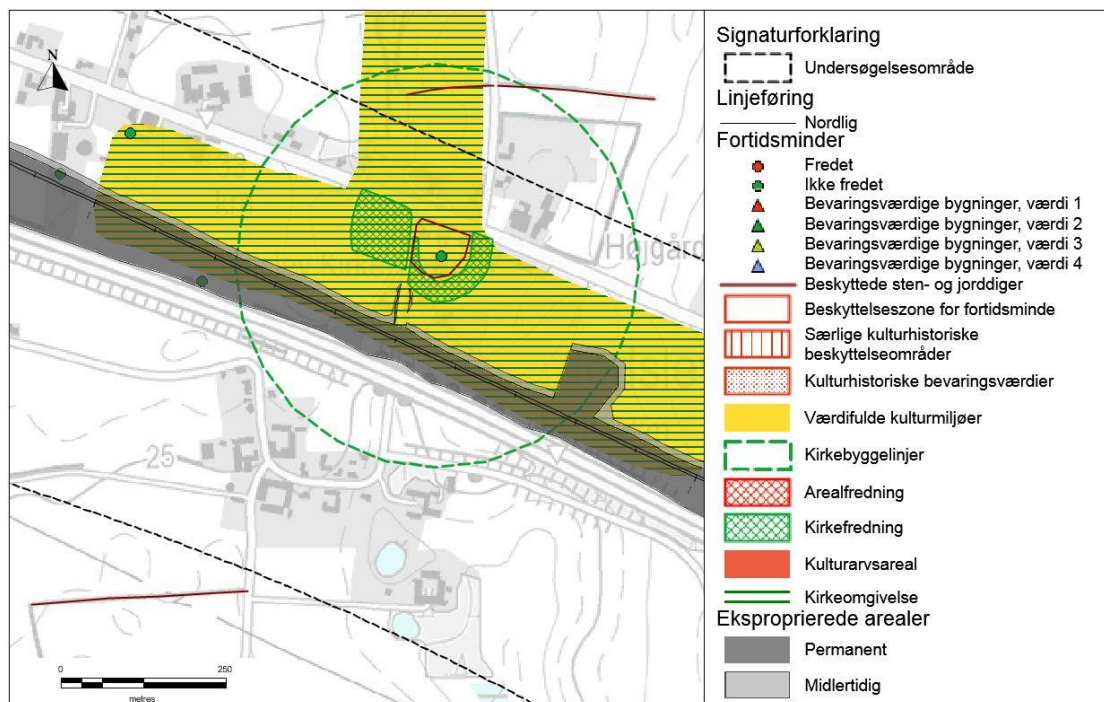 N
Højgård
25
0
250
metres
Signaturforklaring
Undersøgelsesområde
Linjeføring
Nordlig
Fortidsminder
Fredet
Ikke fredet
Bevaringsværdige bygninger, værdi 1
Bevaringsværdige bygninger, værdi 2
Bevaringsværdige bygninger, værdi 3
Bevaringsværdige bygninger, værdi 4
Beskyttede sten- og jorddiger
Beskyttelseszone for fortidsminde
Særlige kulturhistoriske
beskyttelseområder
Kulturhistoriske bevaringsværdier
Værdifulde kulturmiljøer
Kirkebyggelinjer
Arealfredning
Kirkefredning
Kulturarvsareal
Kirkeomgivelse
Eksproprierede arealer
Permanent
Midlertidig